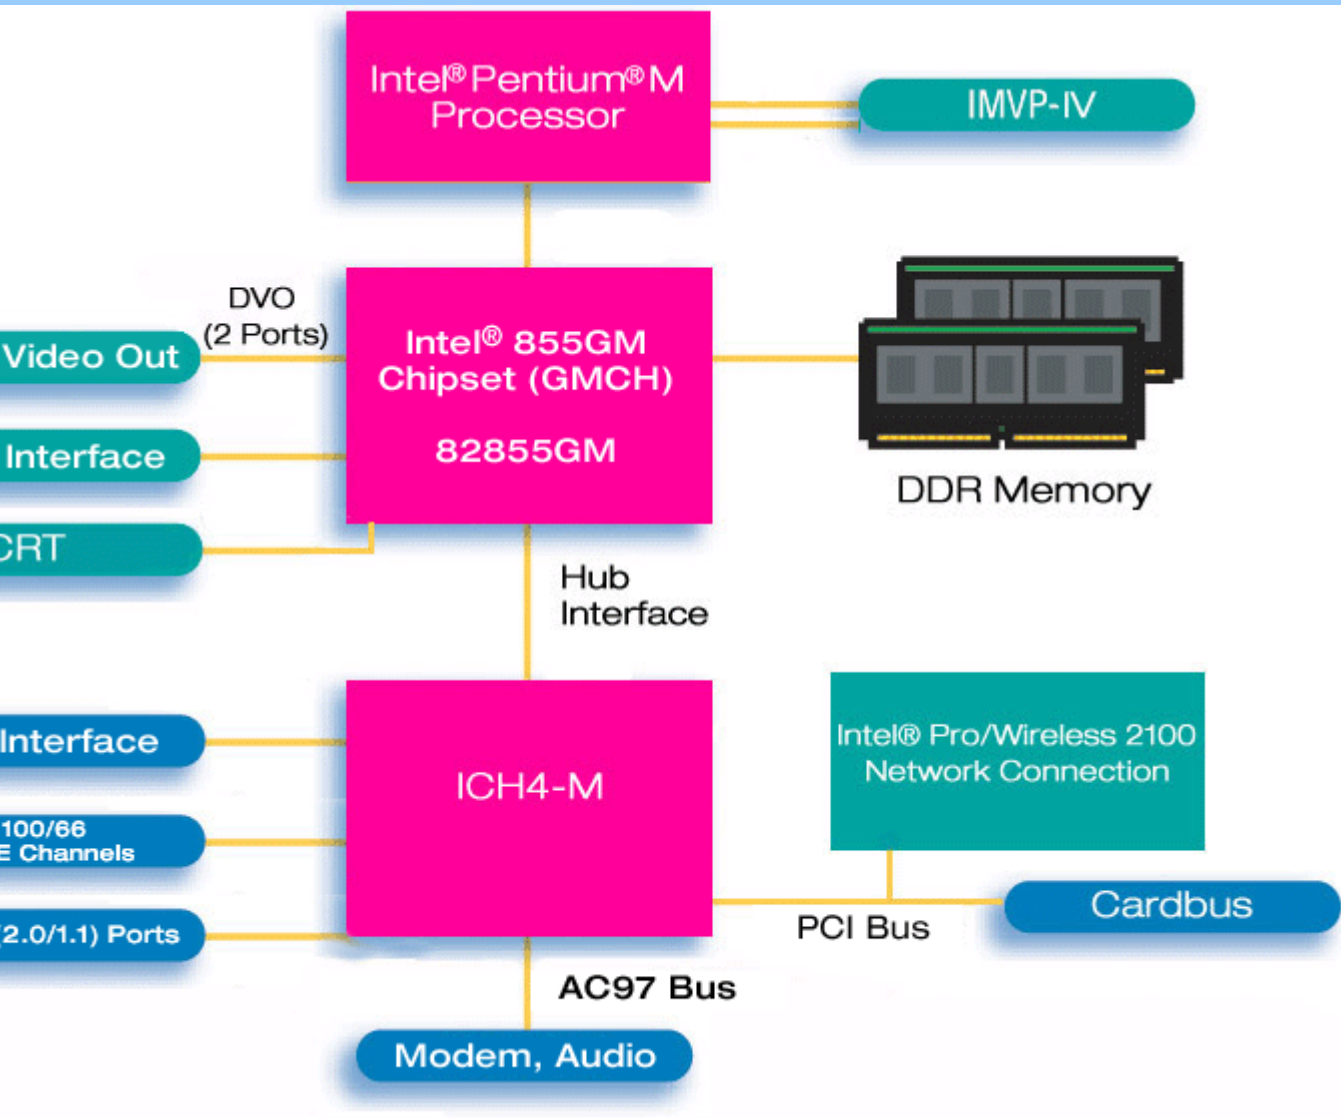 Intel® Pentium® M
Processor
IMVP-IV
DVO
(2 Ports)
Video Out
Intel® 855GM
Chipset (GMCH)
82855GM
Interface
CRT
DDR Memory
Hub
Interface
Interface
ICH4-M
Intel® Pro/Wireless 2100
Network Connection
100/66
E Channels
(2.0/1.1) Ports
PCI Bus
Cardbus
AC97 Bus
Modem, Audio